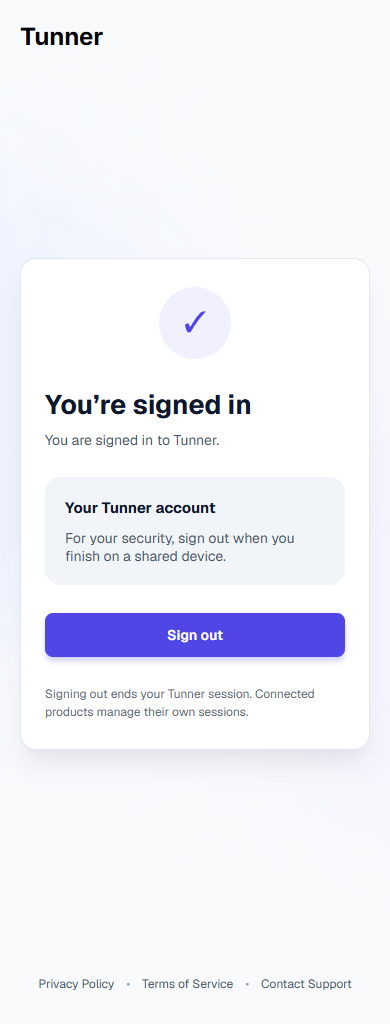 Tunner
✓
You’re signed in
You are signed in to Tunner.
Your Tunner account
For your security, sign out when you
finish on a shared device.
Sign out
Signing out ends your Tunner session. Connected
products manage their own sessions.
Privacy Policy • Terms of Service • Contact Support